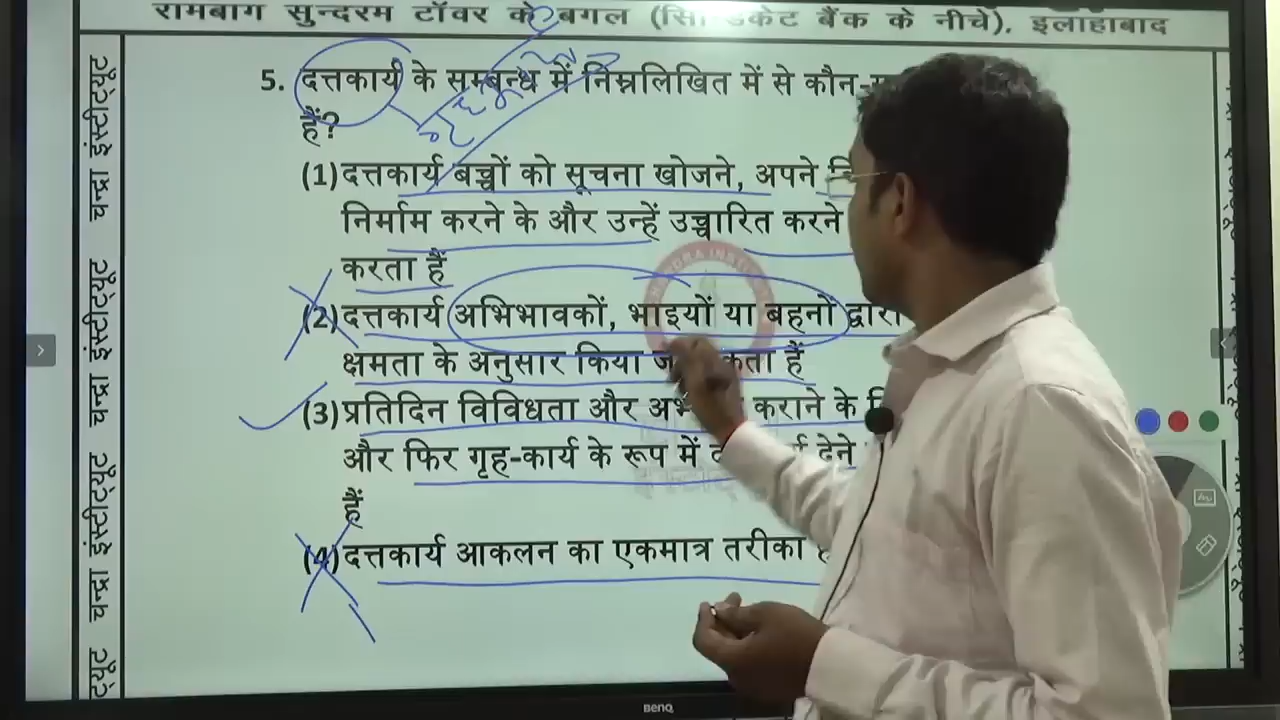 रामबाग सुन्दरम टॉवर के बगल (सिंडिकेट बैंक के नीचे). इलाहाबाद
5. दत्तकार्य के सम्बन्ध में निम्नलिखित में से कौन-
हैं?
(1) दत्तकार्य बच्चों को सूचना खोजने, अपने
निर्माम करने के और उन्हें उच्चारित करने
करता हैं
(2) दत्तकार्य अभिभावकों, भाइयों या बहनों द्वारा
क्षमता के अनुसार किया जा सकता हैं
(3) प्रतिदिन विविधता और कराने के
और फिर गृह-कार्य के रूप में देने
हैं
(4) दत्तकार्य आकलन का एकमात्र तरीका
चन्द्रा इंस्टीट्यूट चन्द्रा इंस्टीट्यूट चन्द्रा इंस्टीट्यूट
BENQ